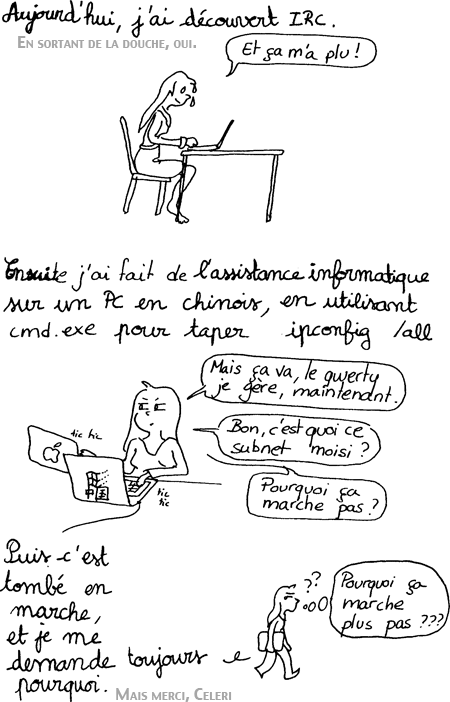 Aujourd'hui, j'ai découvert IRC.
EN SORTANT DE LA DOUCHE, OUI.
Et ça m'a plu !
Ensuite j'ai fait de l'assistance informatique
sur un PC en chinois, en utilisant
cmd.exe pour taper ipconfig /all
Mais ça va, le qwerty
je gère, maintenant.
tic tic
Bon, c'est quoi ce
subnet moisi ?
中国
tic
tic
Pourquoi ça
marche pas ?
Puis c'est
tombé en
marche,
et je me
demande toujours
pourquoi.
??
Pourquoi ça
marche
plus pas ???
MAIS MERCI, CELERI